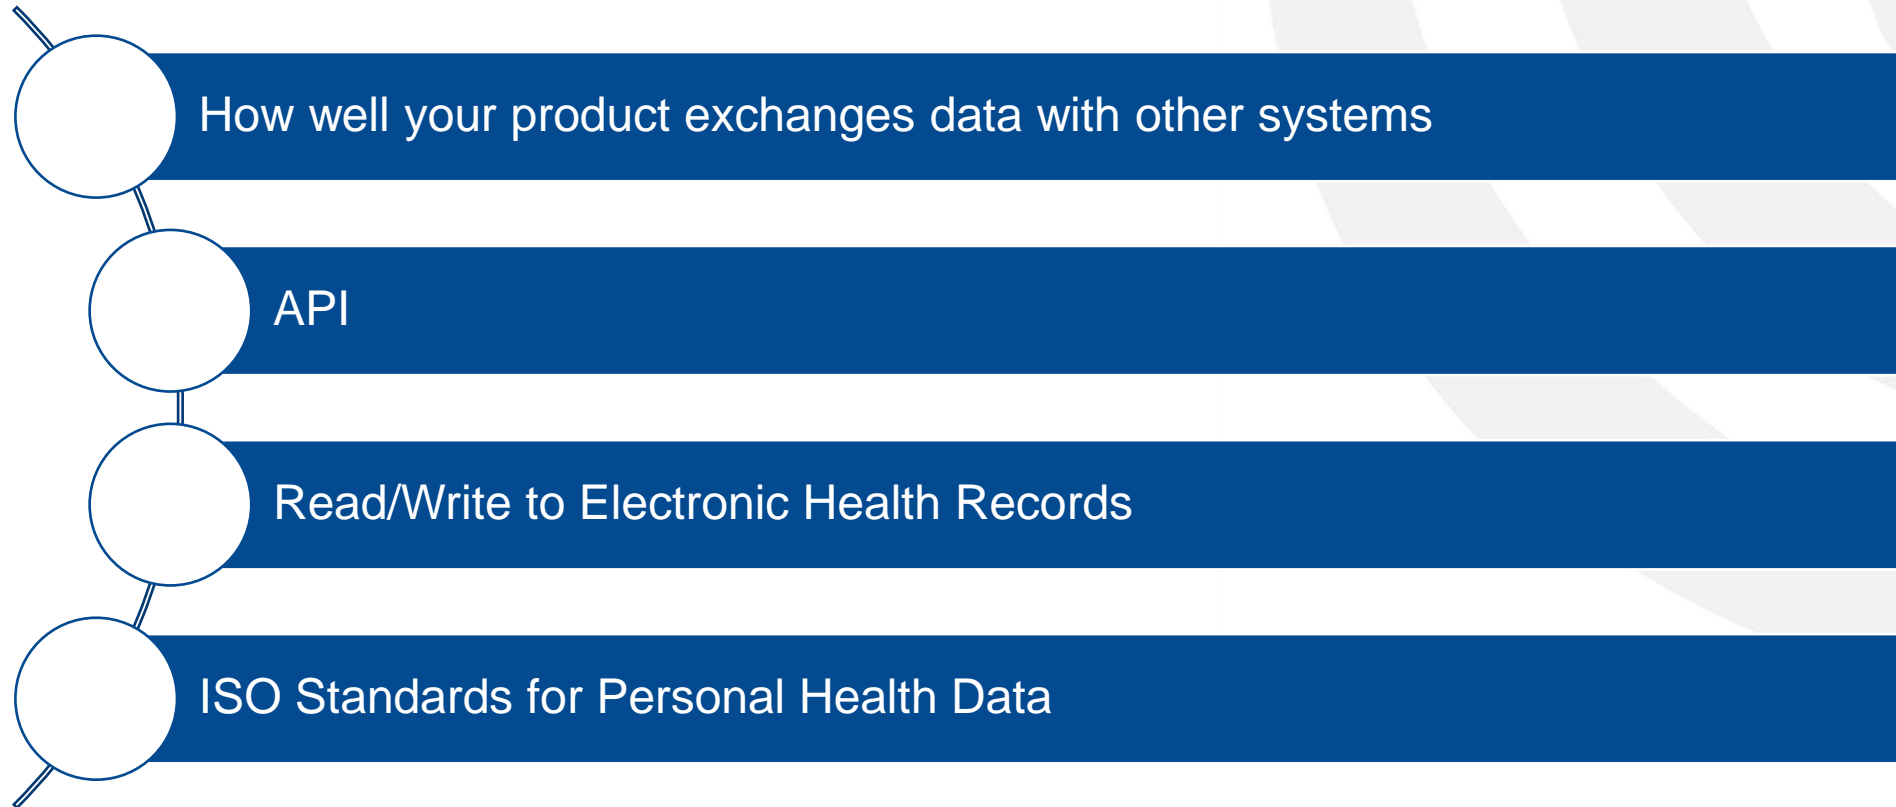 How well your product exchanges data with other systems
API
Read/Write to Electronic Health Records
ISO Standards for Personal Health Data